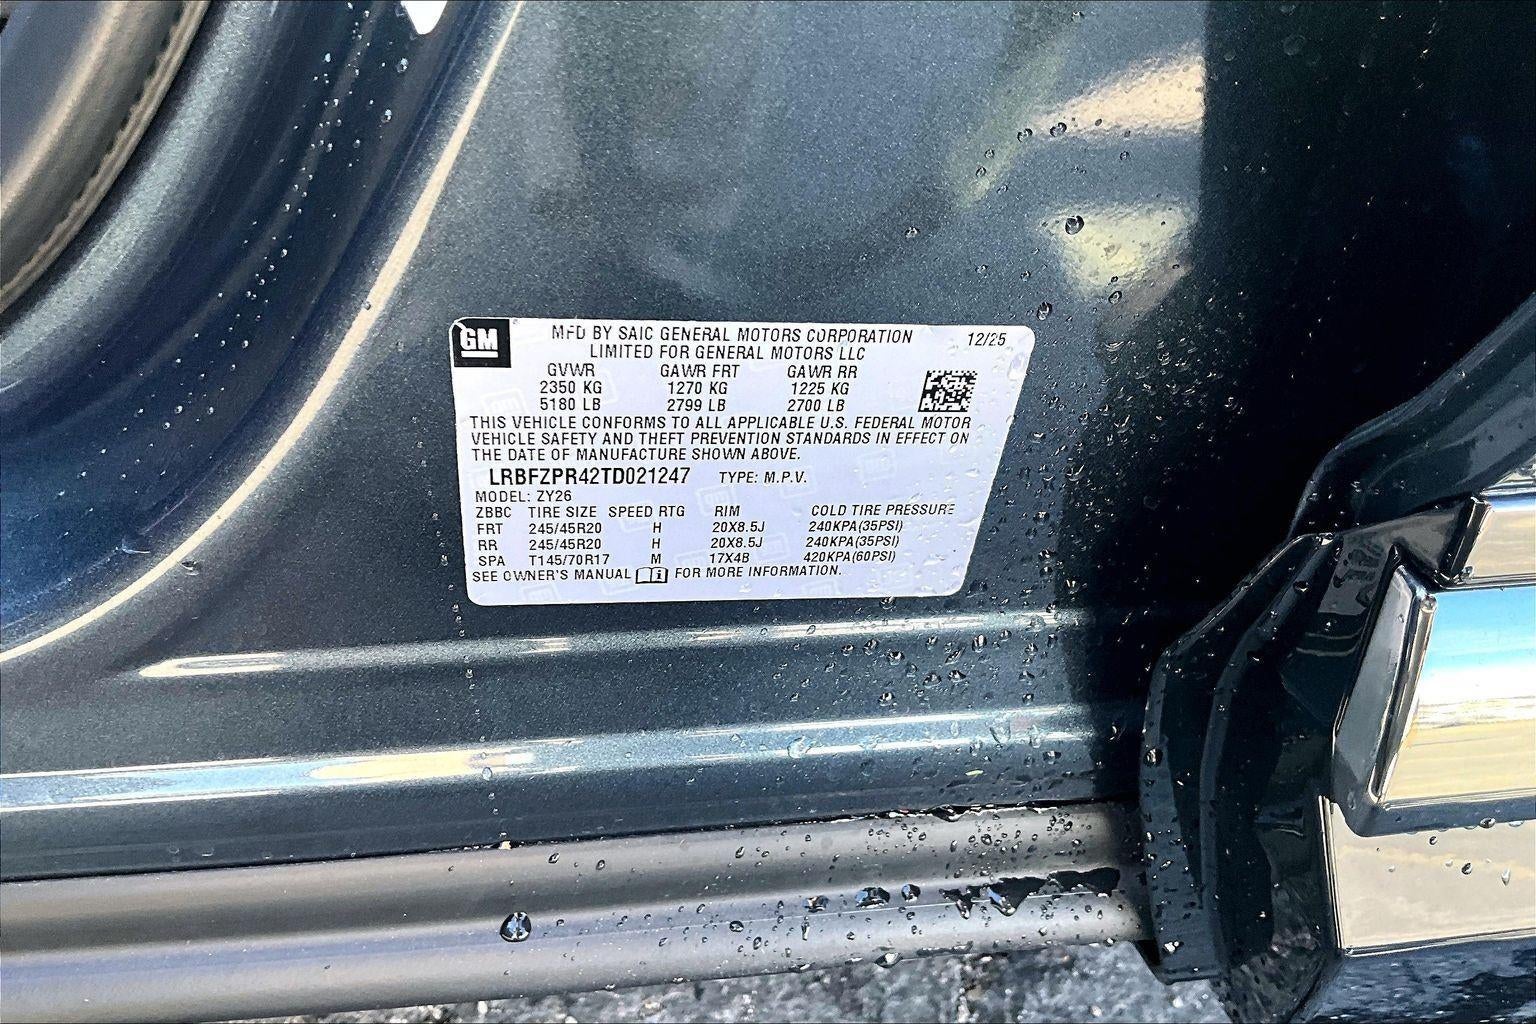 GM
MFD BY SAIC GENERAL MOTORS CORPORATION 12/25
LIMITED FOR GENERAL MOTORS LLC
GVWR GAWR FRT GAWR RR
2350 KG 1270 KG 1225 KG
5180 LB 2799 LB 2700 LB
THIS VEHICLE CONFORMS TO ALL APPLICABLE U.S. FEDERAL MOTOR
VEHICLE SAFETY AND THEFT PREVENTION STANDARDS IN EFFECT ON
THE DATE OF MANUFACTURE SHOWN ABOVE.
LRBFZPR42TD021247 TYPE: M.P.V.
MODEL: ZY26
ZBBC TIRE SIZE SPEED RTG RIM COLD TIRE PRESSURE
FRT 245/45R20 H 20X8.5J 240KPA(35PSI)
RR 245/45R20 H 20X8.5J 240KPA(35PSI)
SPA T145/70R17 M 17X4B 420KPA(60PSI)
SEE OWNER'S MANUAL FOR MORE INFORMATION.